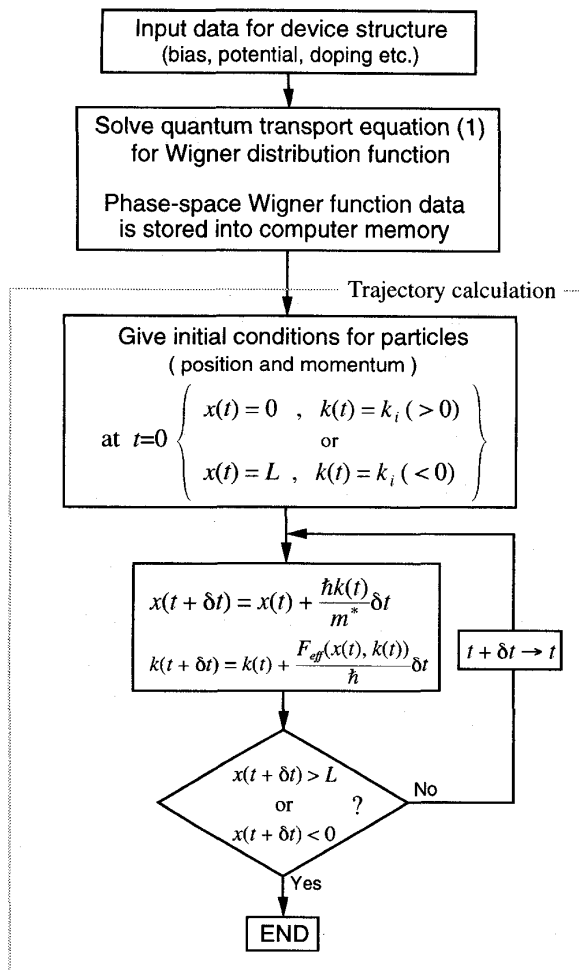 Input data for device structure
(bias, potential, doping etc.)
Solve quantum transport equation (1)
for Wigner distribution function
Phase-space Wigner function data
is stored into computer memory
Trajectory calculation
Give initial conditions for particles
( position and momentum )
at t=0 { x(t) = 0 , k(t) = k_i ( > 0)
or
x(t) = L , k(t) = k_i ( < 0) }
x(t + δt) = x(t) + ħk(t)/m* δt
k(t + δt) = k(t) + F_eff(x(t), k(t))/ħ δt
t + δt → t
x(t + δt) > L
or ?
x(t + δt) < 0
No
Yes
END